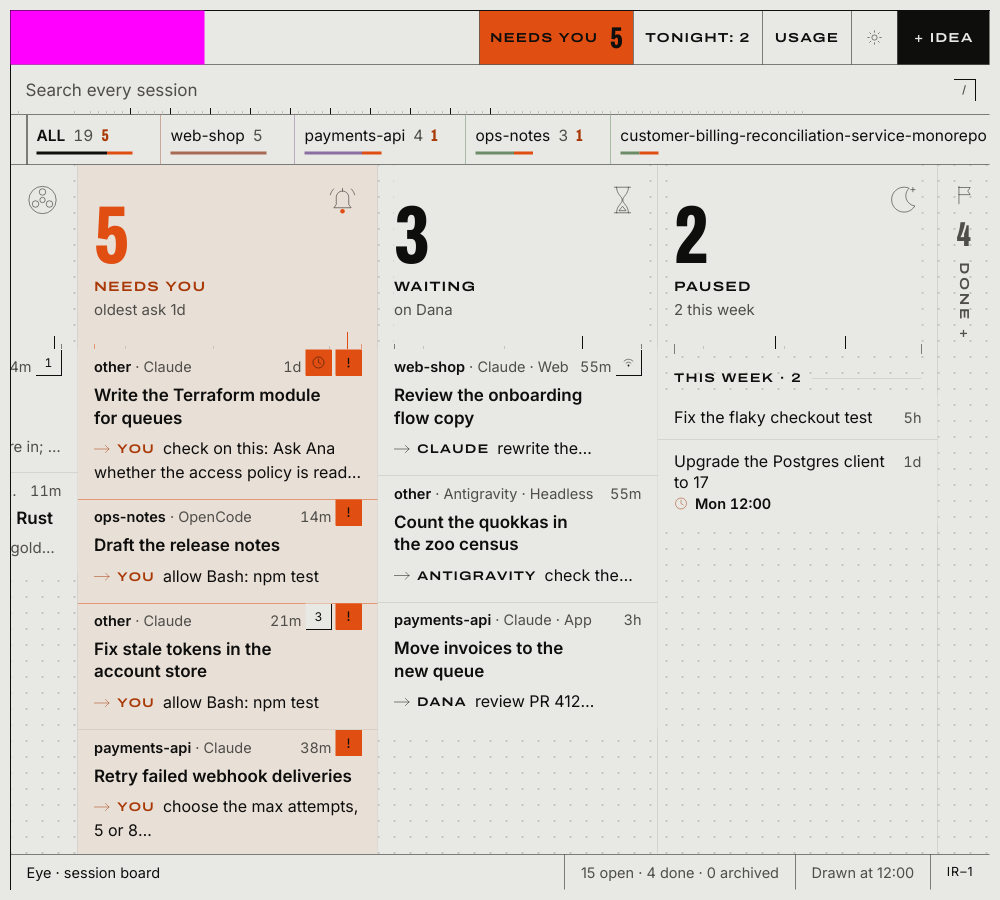 NEEDS YOU 5
TONIGHT: 2
USAGE
+ IDEA
Search every session
/
ALL 19 5
web-shop 5
payments-api 4 1
ops-notes 3 1
customer-billing-reconciliation-service-monorepo
4m 1
re in; ...
. 11m
Rust
gold...
5
NEEDS YOU
oldest ask 1d
other · Claude 1d !
Write the Terraform module
for queues
→ YOU check on this: Ask Ana
whether the access policy is read...
ops-notes · OpenCode 14m !
Draft the release notes
→ YOU allow Bash: npm test
other · Claude 21m 3 !
Fix stale tokens in the
account store
→ YOU allow Bash: npm test
payments-api · Claude 38m !
Retry failed webhook deliveries
→ YOU choose the max attempts,
5 or 8...
3
WAITING
on Dana
web-shop · Claude · Web 55m
Review the onboarding
flow copy
→ CLAUDE rewrite the...
other · Antigravity · Headless 55m
Count the quokkas in
the zoo census
→ ANTIGRAVITY check the...
payments-api · Claude · App 3h
Move invoices to the
new queue
→ DANA review PR 412...
2
PAUSED
2 this week
THIS WEEK · 2
Fix the flaky checkout test 5h
Upgrade the Postgres client 1d
to 17
Mon 12:00
4 DONE +
Eye · session board
15 open · 4 done · 0 archived
Drawn at 12:00
IR–1